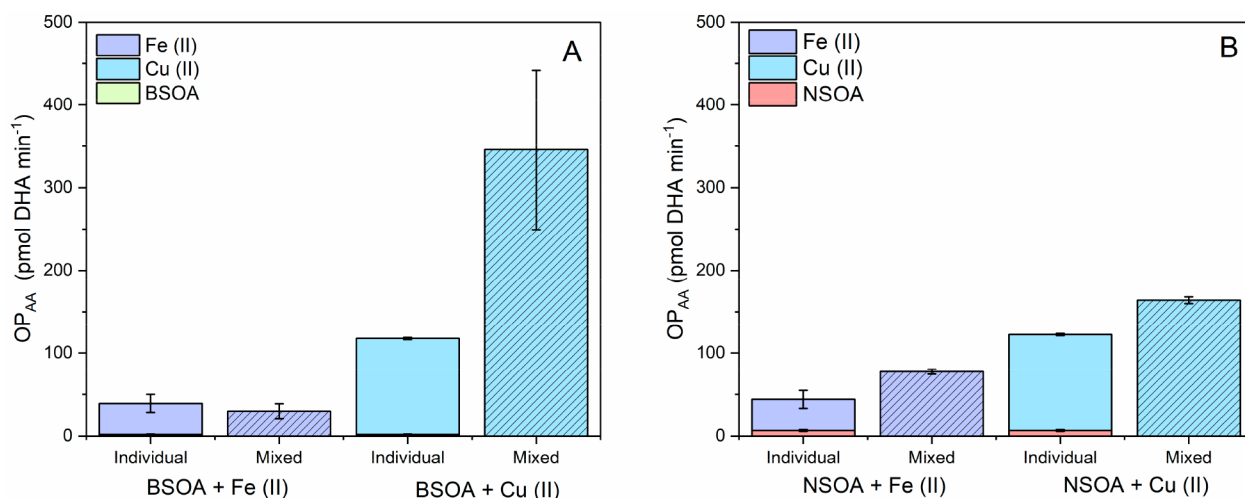 A
Fe (II)
Cu (II)
BSOA
OP_AA (pmol DHA min⁻¹)
500
400
300
200
100
0
Individual
Mixed
Individual
Mixed
BSOA + Fe (II)
BSOA + Cu (II)
B
Fe (II)
Cu (II)
NSOA
OP_AA (pmol DHA min⁻¹)
500
400
300
200
100
0
Individual
Mixed
Individual
Mixed
NSOA + Fe (II)
NSOA + Cu (II)